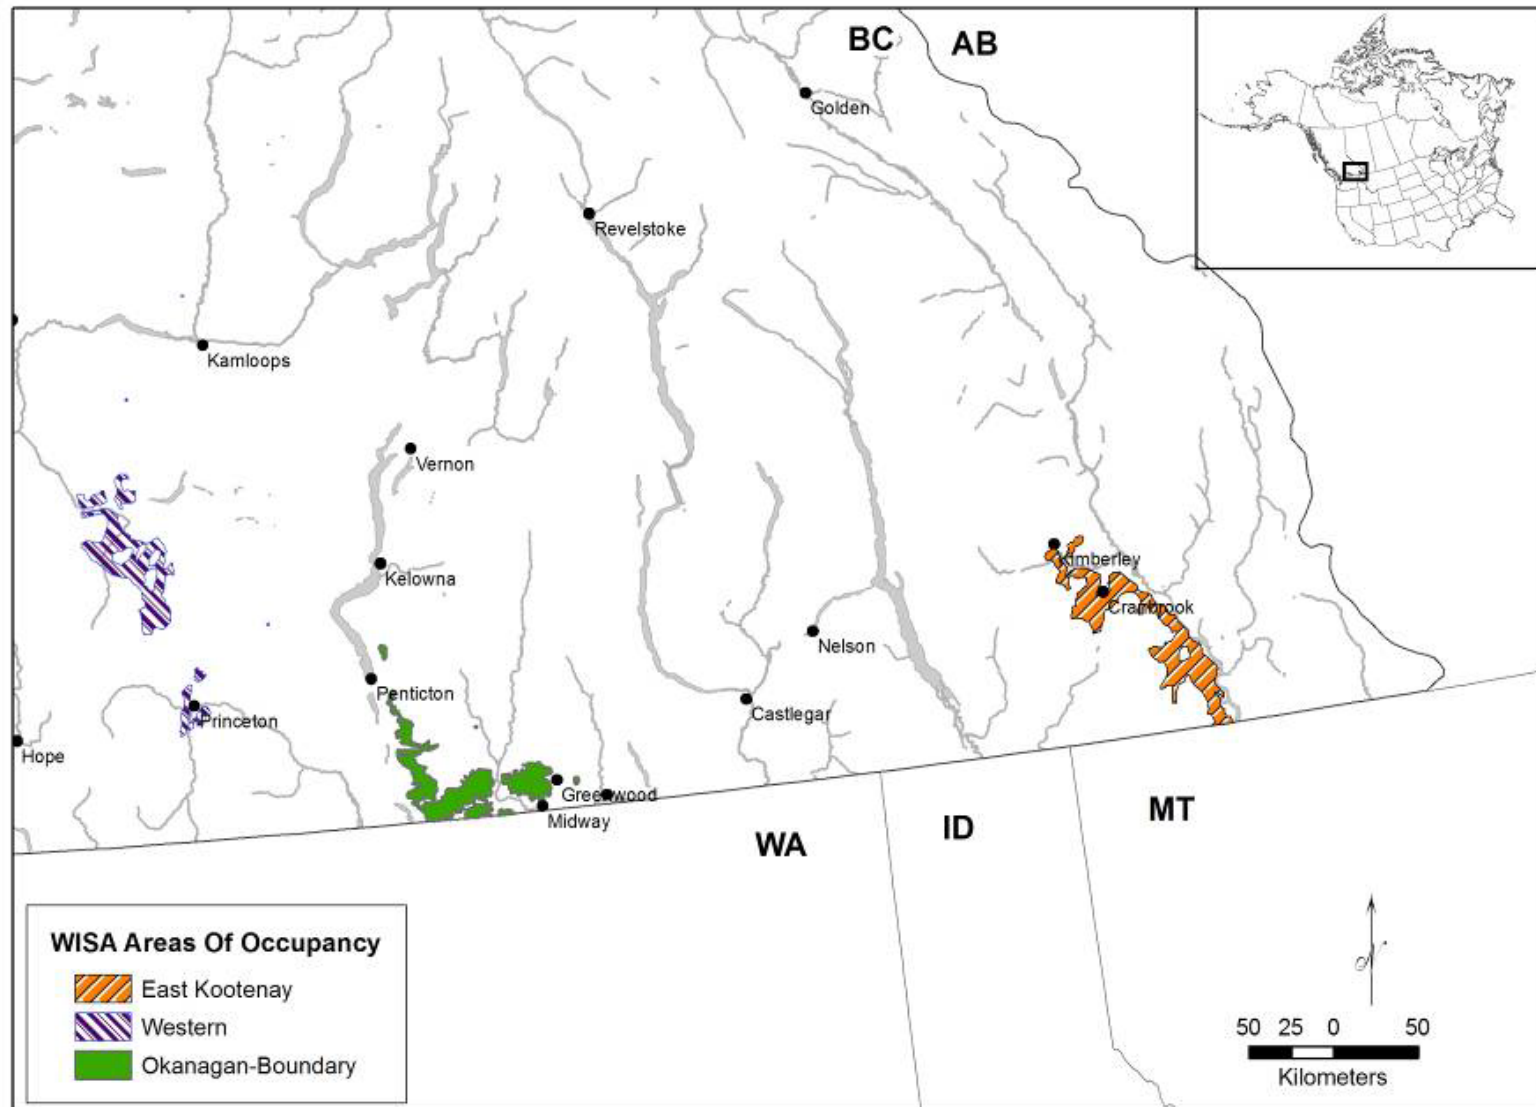 BC
AB
Golden
Revelstoke
Kamloops
Vernon
Kelowna
Kimberley
Cranbrook
Nelson
Penticton
Castlegar
Princeton
Hope
Greenwood
Midway
WA
ID
MT
WISA Areas Of Occupancy
East Kootenay
Western
Okanagan-Boundary
50 25 0 50
Kilometers